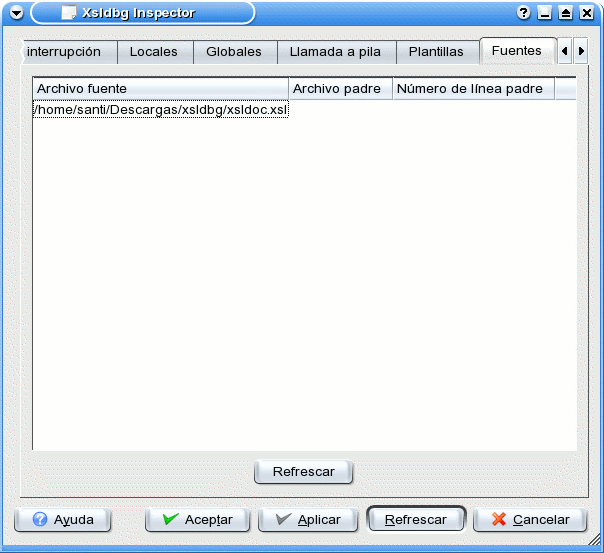 Xsldbg Inspector
interrupción Locales Globales Llamada a pila Plantillas Fuentes
Archivo fuente Archivo padre Número de línea padre
/home/santi/Descargas/xsldbg/xsldoc.xsl
Refrescar
Ayuda Aceptar Aplicar Refrescar Cancelar